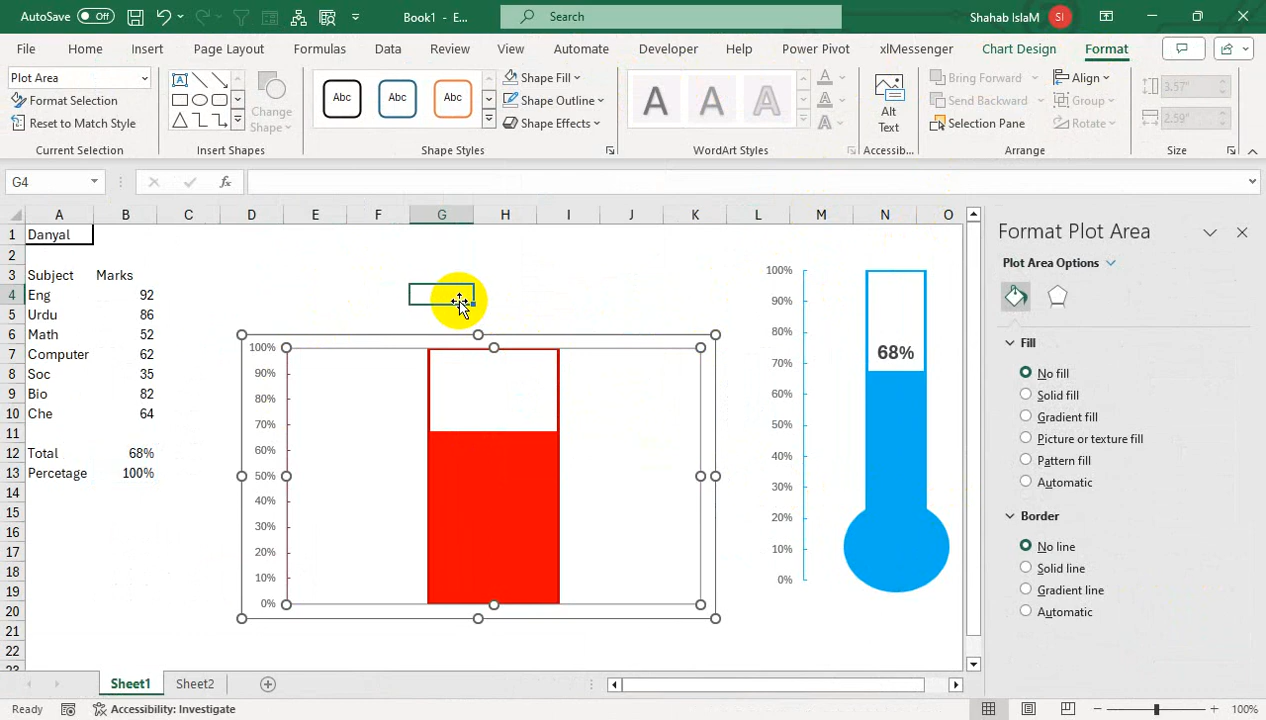 AutoSave Off Book1 - E... Search Shahab IslaM SI
File Home Insert Page Layout Formulas Data Review View Automate Developer Help Power Pivot xlMessenger Chart Design Format
Plot Area
Format Selection
Reset to Match Style
Current Selection
Change
Shape
Insert Shapes
Abc Abc Abc
Shape Fill
Shape Outline
Shape Effects
Shape Styles
A A A
A
A
A
WordArt Styles
Alt
Text
Accessib...
Bring Forward
Send Backward
Selection Pane
Align
Group
Rotate
Arrange
3.57"
2.59"
Size
G4
fx
A B C D E F G H I J K L M N O
1 Danyal
2
3 Subject Marks
4 Eng 92
5 Urdu 86
6 Math 52
7 Computer 62
8 Soc 35
9 Bio 82
10 Che 64
11
12 Total 68%
13 Percetage 100%
14
15
16
17
18
19
20
21
22
23
100%
90%
80%
70%
60%
50%
40%
30%
20%
10%
0%
100%
90%
80%
70%
60%
50%
40%
30%
20%
10%
0%
68%
Format Plot Area
Plot Area Options
Fill
No fill
Solid fill
Gradient fill
Picture or texture fill
Pattern fill
Automatic
Border
No line
Solid line
Gradient line
Automatic
Sheet1 Sheet2
Ready Accessibility: Investigate 100%